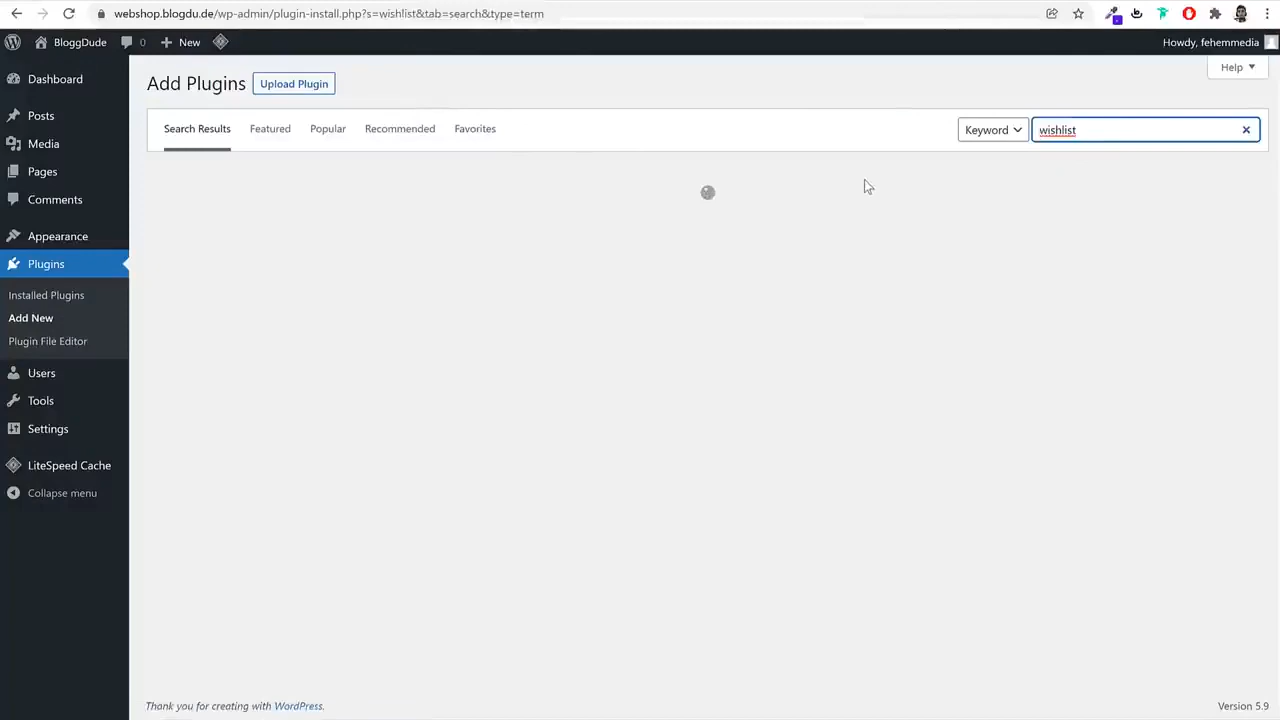 webshop.blogdu.de/wp-admin/plugin-install.php?s=wishlist&tab=search&type=term
BloggDude
0
New
Howdy, fehemmedia
Dashboard
Posts
Media
Pages
Comments
Appearance
Plugins
Installed Plugins
Add New
Plugin File Editor
Users
Tools
Settings
LiteSpeed Cache
Collapse menu
Help
Add Plugins
Upload Plugin
Search Results
Featured
Popular
Recommended
Favorites
Keyword
wishlist
Thank you for creating with WordPress.
Version 5.9